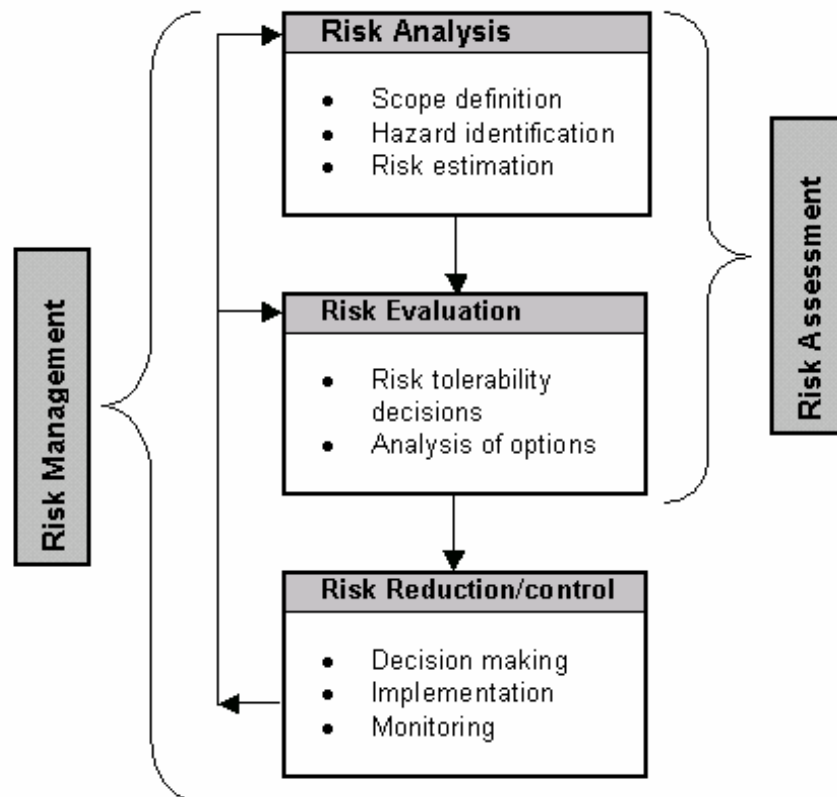 Risk Analysis
● Scope definition
● Hazard identification
● Risk estimation
Risk Evaluation
● Risk tolerability
decisions
● Analysis of options
Risk Reduction/control
● Decision making
● Implementation
● Monitoring
Risk Management
Risk Assessment